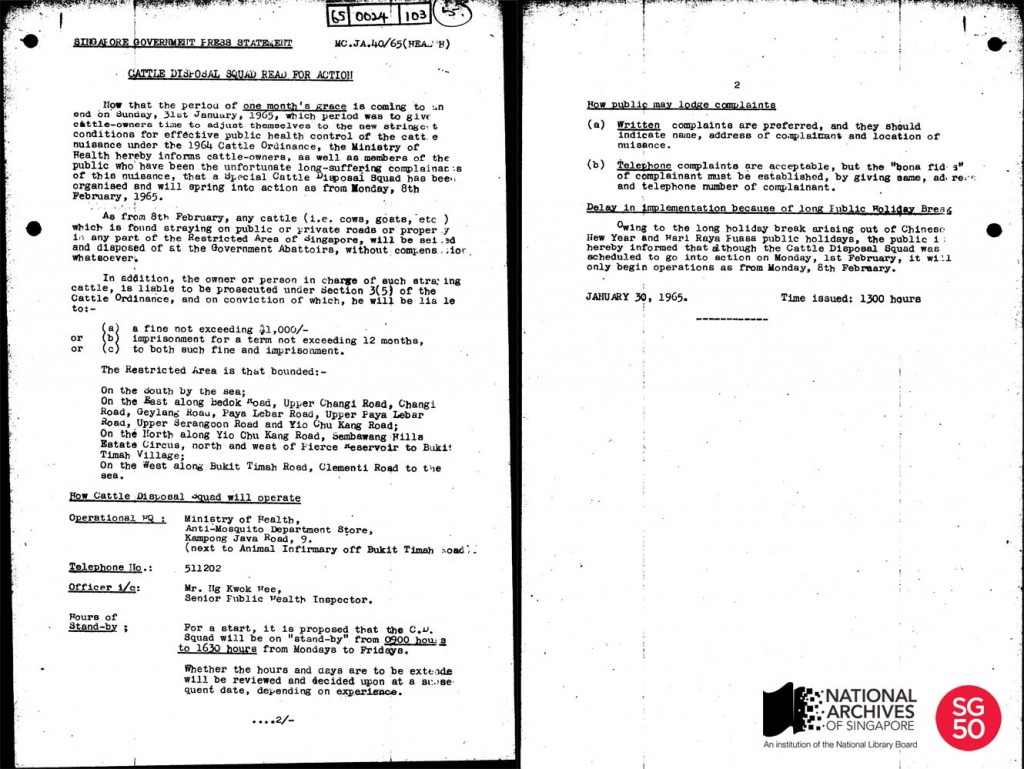 65 0024 103
SINGAPORE GOVERNMENT PRESS STATEMENT
MC.JA.40/65(HEALTH)
CATTLE DISPOSAL SQUAD READ FOR ACTION
Now that the period of one month's grace is coming to an
end on Sunday, 31st January, 1965, which period was to give
cattle-owners time to adjust themselves to the new stringent
conditions for effective public health control of the cattle
nuisance under the 1964 Cattle Ordinance, the Ministry of
Health hereby informs cattle-owners, as well as members of the
public who have been the unfortunate long-suffering complainants
of this nuisance, that a Special Cattle Disposal Squad has been
organised and will spring into action as from Monday, 8th
February, 1965.
As from 8th February, any cattle (i.e. cows, goats, etc )
which is found straying on public or private roads or property
in any part of the Restricted Area of Singapore, will be seized
and disposed of at the Government Abattoirs, without compensation
whatsoever.
In addition, the owner or person in charge of such straying
cattle, is liable to be prosecuted under Section 3(5) of the
Cattle Ordinance, and on conviction of which, he will be liable
to:-
(a) a fine not exceeding $1,000/-
or (b) imprisonment for a term not exceeding 12 months,
or (c) to both such fine and imprisonment.
The Restricted Area is that bounded:-
On the South by the sea;
On the East along Bedok Road, Upper Changi Road, Changi
Road, Geylang Road, Paya Lebar Road, Upper Paya Lebar
Road, Upper Serangoon Road and Yio Chu Kang Road;
On the North along Yio Chu Kang Road, Sembawang Hills
Estate Circus, north and west of Pierce Reservoir to Bukit
Timah Village;
On the West along Bukit Timah Road, Clementi Road to the
sea.
How Cattle Disposal Squad will operate
Operational HQ : Ministry of Health,
Anti-Mosquito Department Store,
Kampong Java Road, 9.
(next to Animal Infirmary off Bukit Timah Road).
Telephone No.: 511202
Officer i/c: Mr. Ng Kwok Hee,
Senior Public Health Inspector.
Hours of
Stand-by ; For a start, it is proposed that the C.D.
Squad will be on "stand-by" from 0900 hours
to 1630 hours from Mondays to Fridays.
Whether the hours and days are to be extende
will be reviewed and decided upon at a subse
quent date, depending on experience.
....2/-
2
How public may lodge complaints
(a) Written complaints are preferred, and they should
indicate name, address of complainant and location of
nuisance.
(b) Telephone complaints are acceptable, but the "bona fides"
of complainant must be established, by giving name, address
and telephone number of complainant.
Delay in implementation because of long Public Holiday Break
Owing to the long holiday break arising out of Chinese
New Year and Hari Raya Puasa public holidays, the public is
hereby informed that although the Cattle Disposal Squad was
scheduled to go into action on Monday, 1st February, it will
only begin operations as from Monday, 8th February.
JANUARY 30, 1965. Time issued: 1300 hours
------------
NATIONAL
ARCHIVES
OF SINGAPORE
An institution of the National Library Board
SG
50